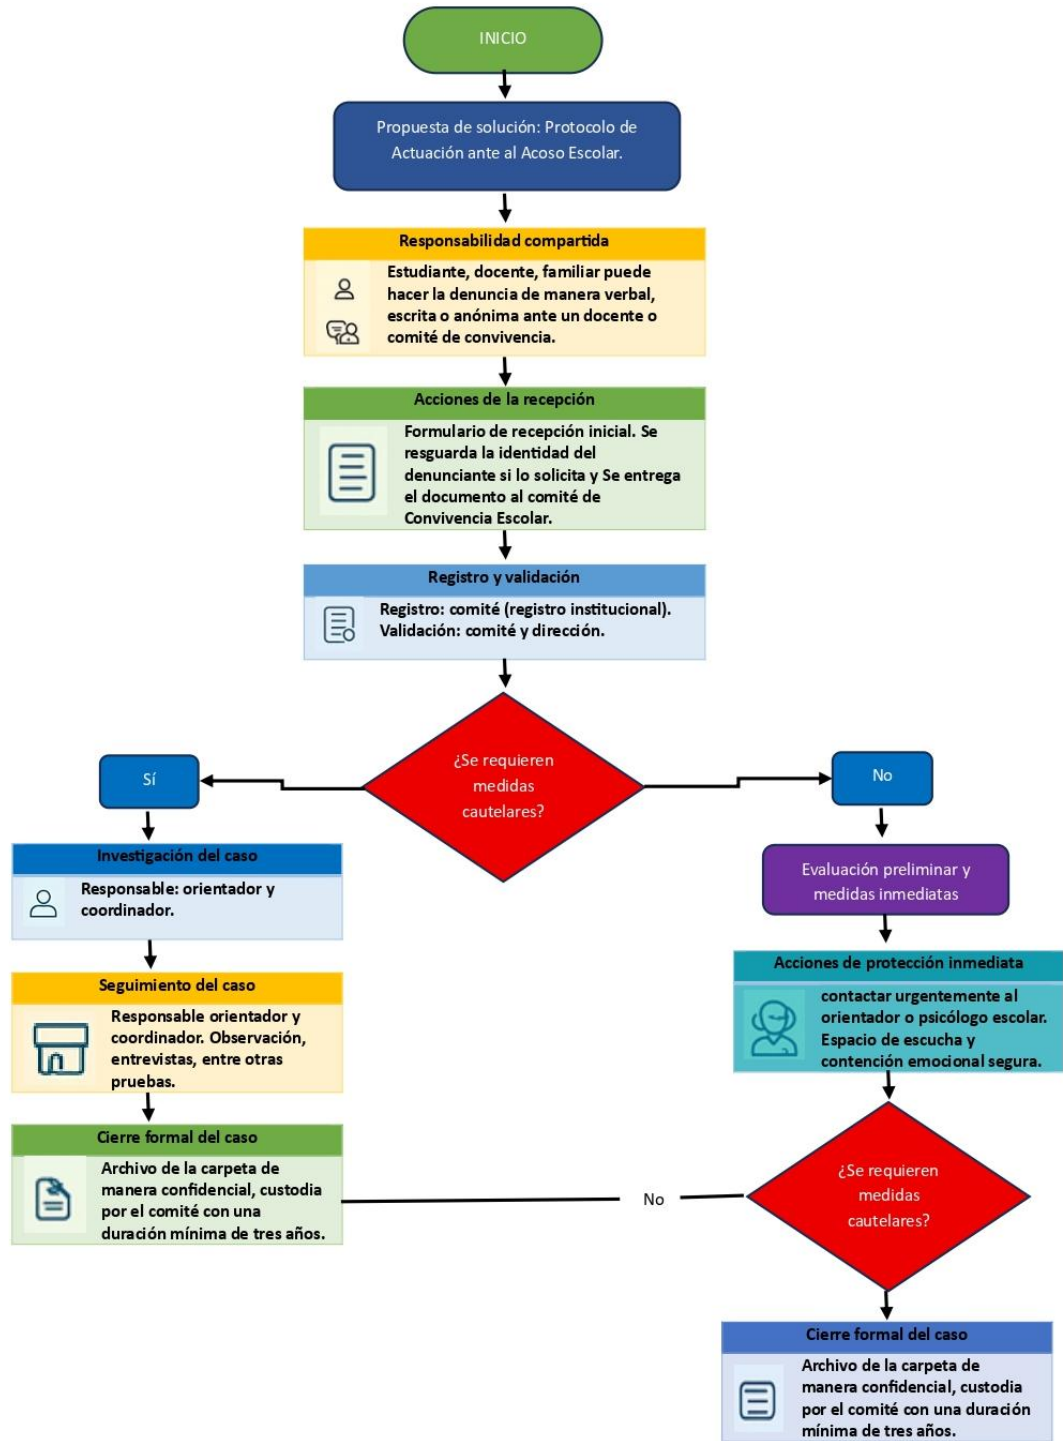 INICIO
Propuesta de solución: Protocolo de
Actuación ante al Acoso Escolar.
Responsabilidad compartida
Estudiante, docente, familiar puede
hacer la denuncia de manera verbal,
escrita o anónima ante un docente o
comité de convivencia.
Acciones de la recepción
Formulario de recepción inicial. Se
resguarda la identidad del
denunciante si lo solicita y Se entrega
el documento al comité de
Convivencia Escolar.
Registro y validación
Registro: comité (registro institucional).
Validación: comité y dirección.
¿Se requieren
medidas
cautelares?
Sí
No
Investigación del caso
Responsable: orientador y
coordinador.
Evaluación preliminar y
medidas inmediatas
Seguimiento del caso
Responsable orientador y
coordinador. Observación,
entrevistas, entre otras
pruebas.
Acciones de protección inmediata
contactar urgentemente al
orientador o psicólogo escolar.
Espacio de escucha y
contención emocional segura.
Cierre formal del caso
Archivo de la carpeta de
manera confidencial, custodia
por el comité con una
duración mínima de tres años.
No
¿Se requieren
medidas
cautelares?
Cierre formal del caso
Archivo de la carpeta de
manera confidencial, custodia
por el comité con una duración
mínima de tres años.